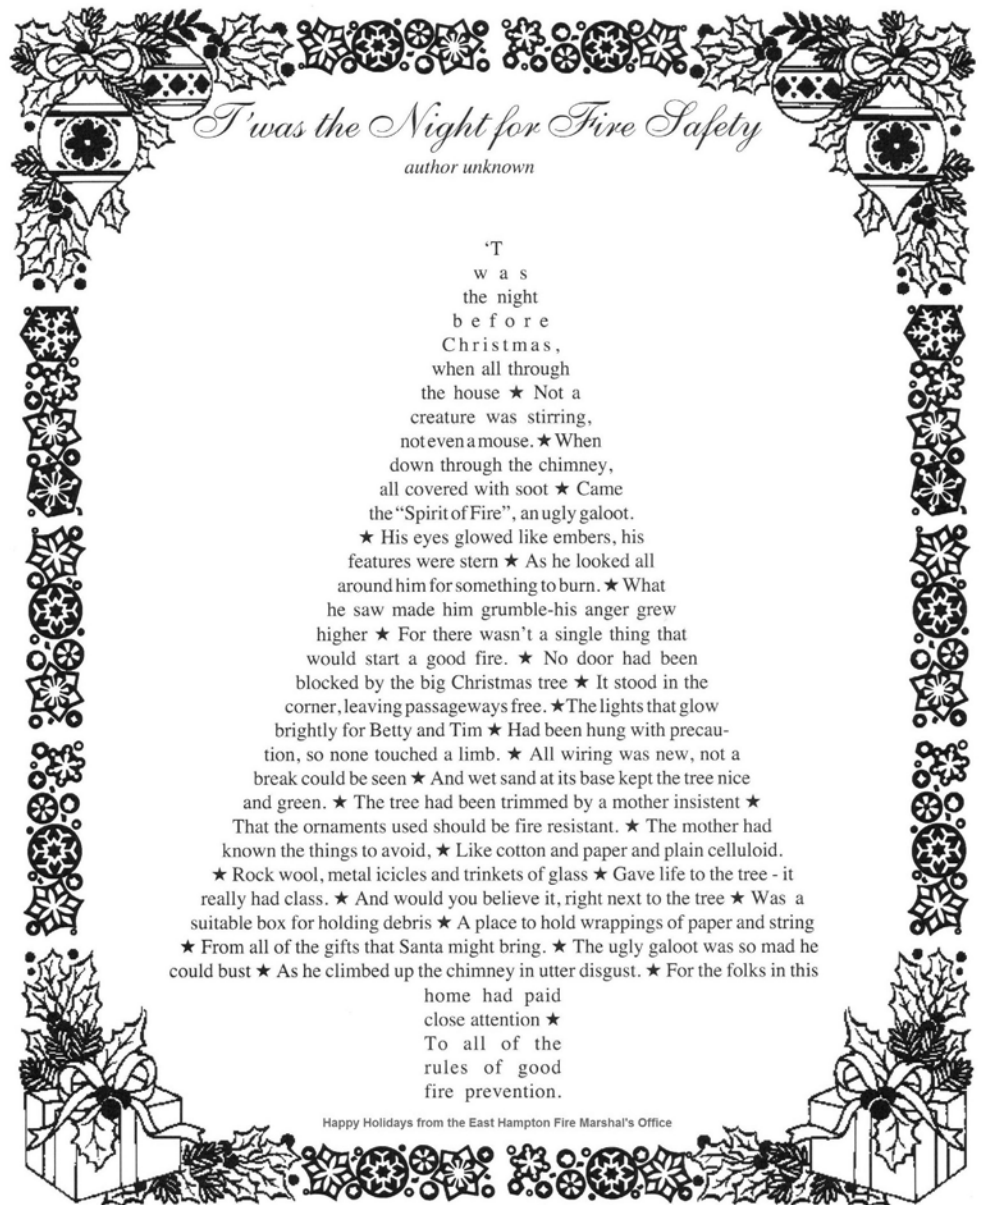 T'was the Night for Fire Safety
author unknown
‘T
w a s
the night
b e f o r e
Christmas,
when all through
the house ★ Not a
creature was stirring,
not even a mouse. ★ When
down through the chimney,
all covered with soot ★ Came
the “Spirit of Fire”, an ugly galoot.
★ His eyes glowed like embers, his
features were stern ★ As he looked all
around him for something to burn. ★ What
he saw made him grumble-his anger grew
higher ★ For there wasn't a single thing that
would start a good fire. ★ No door had been
blocked by the big Christmas tree ★ It stood in the
corner, leaving passageways free. ★ The lights that glow
brightly for Betty and Tim ★ Had been hung with precau-
tion, so none touched a limb. ★ All wiring was new, not a
break could be seen ★ And wet sand at its base kept the tree nice
and green. ★ The tree had been trimmed by a mother insistent ★
That the ornaments used should be fire resistant. ★ The mother had
known the things to avoid, ★ Like cotton and paper and plain celluloid.
★ Rock wool, metal icicles and trinkets of glass ★ Gave life to the tree - it
really had class. ★ And would you believe it, right next to the tree ★ Was a
suitable box for holding debris ★ A place to hold wrappings of paper and string
★ From all of the gifts that Santa might bring. ★ The ugly galoot was so mad he
could bust ★ As he climbed up the chimney in utter disgust. ★ For the folks in this
home had paid
close attention ★
To all of the
rules of good
fire prevention.
Happy Holidays from the East Hampton Fire Marshal's Office